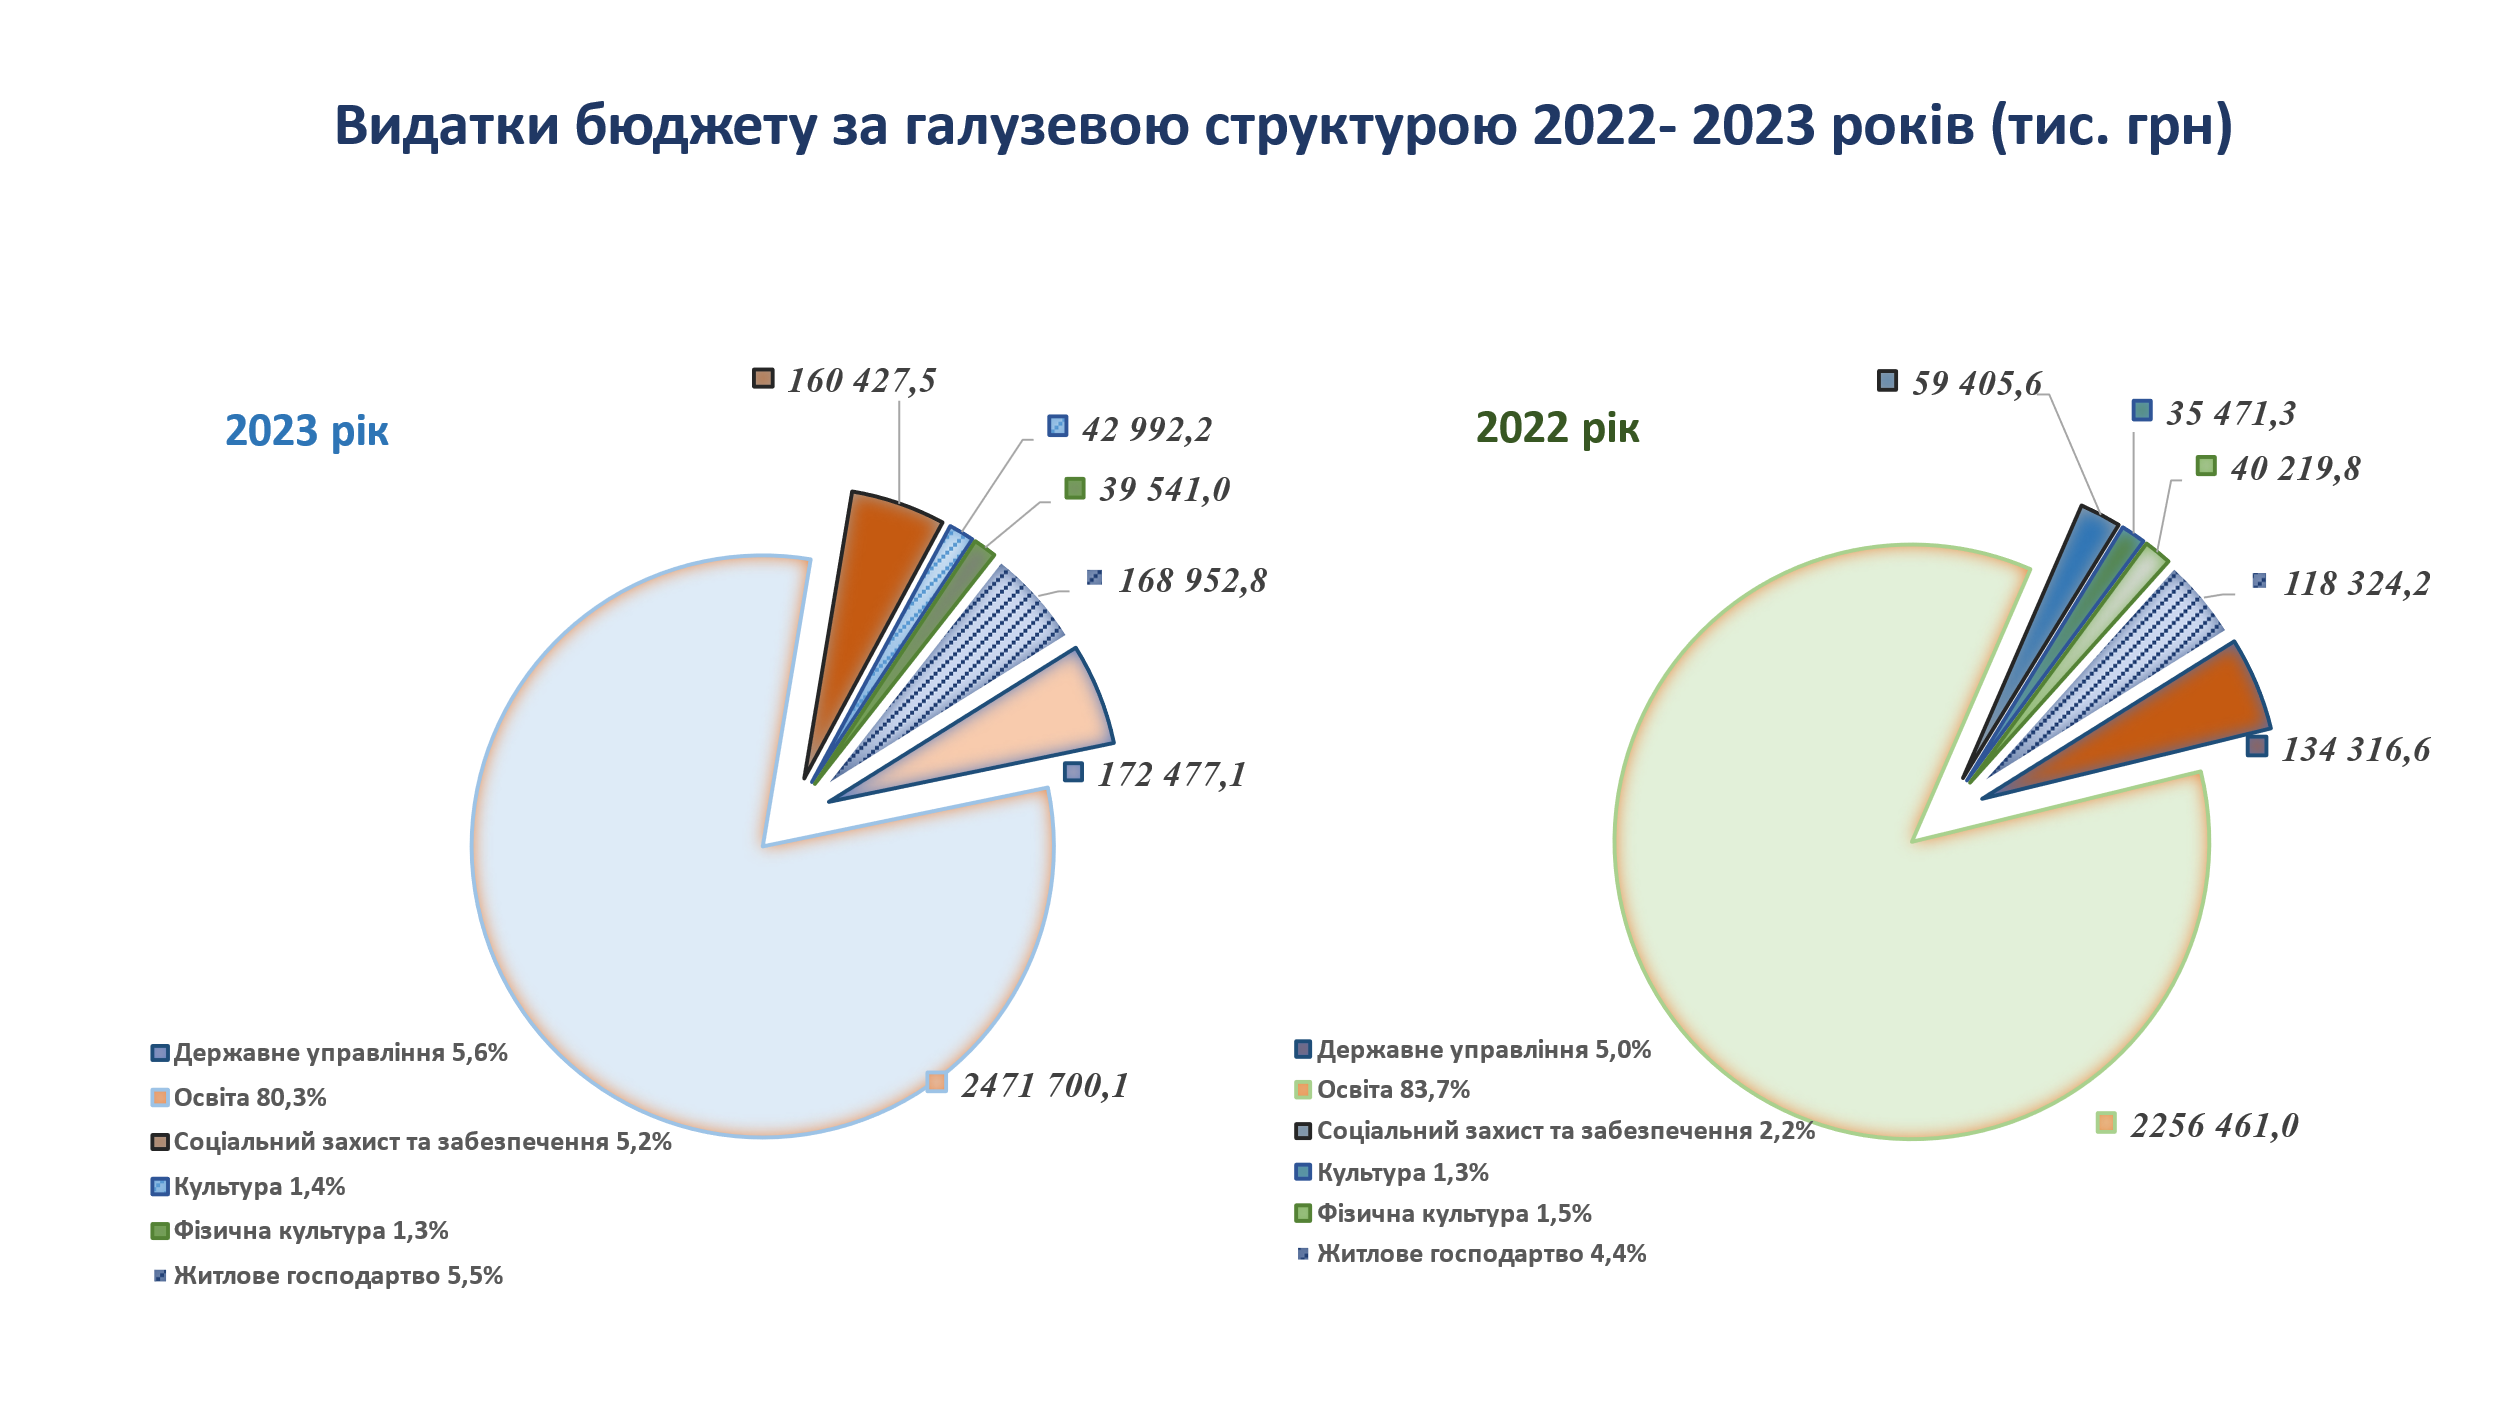 Видатки бюджету за галузевою структурою 2022- 2023 років (тис. грн)
2023 рік
160 427,5
42 992,2
39 541,0
168 952,8
172 477,1
2471 700,1
Державне управління 5,6%
Освіта 80,3%
Соціальний захист та забезпечення 5,2%
Культура 1,4%
Фізична культура 1,3%
Житлове господартво 5,5%
2022 рік
59 405,6
35 471,3
40 219,8
118 324,2
134 316,6
2256 461,0
Державне управління 5,0%
Освіта 83,7%
Соціальний захист та забезпечення 2,2%
Культура 1,3%
Фізична культура 1,5%
Житлове господартво 4,4%